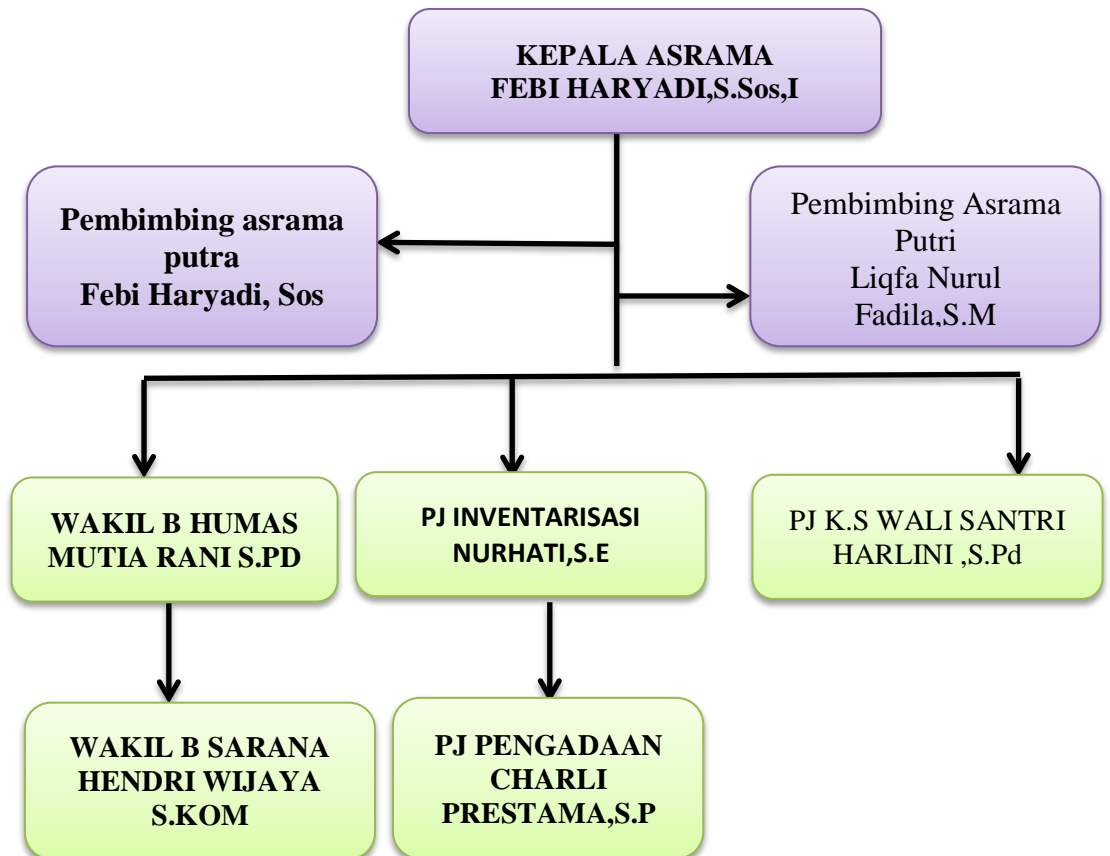 KEPALA ASRAMA
FEBI HARYADI,S.Sos,I
Pembimbing asrama
putra
Febi Haryadi, Sos
Pembimbing Asrama
Putri
Liqfa Nurul
Fadila,S.M
WAKIL B HUMAS
MUTIA RANI S.PD
PJ INVENTARISASI
NURHATI,S.E
PJ K.S WALI SANTRI
HARLINI ,S.Pd
WAKIL B SARANA
HENDRI WIJAYA
S.KOM
PJ PENGADAAN
CHARLI
PRESTAMA,S.P